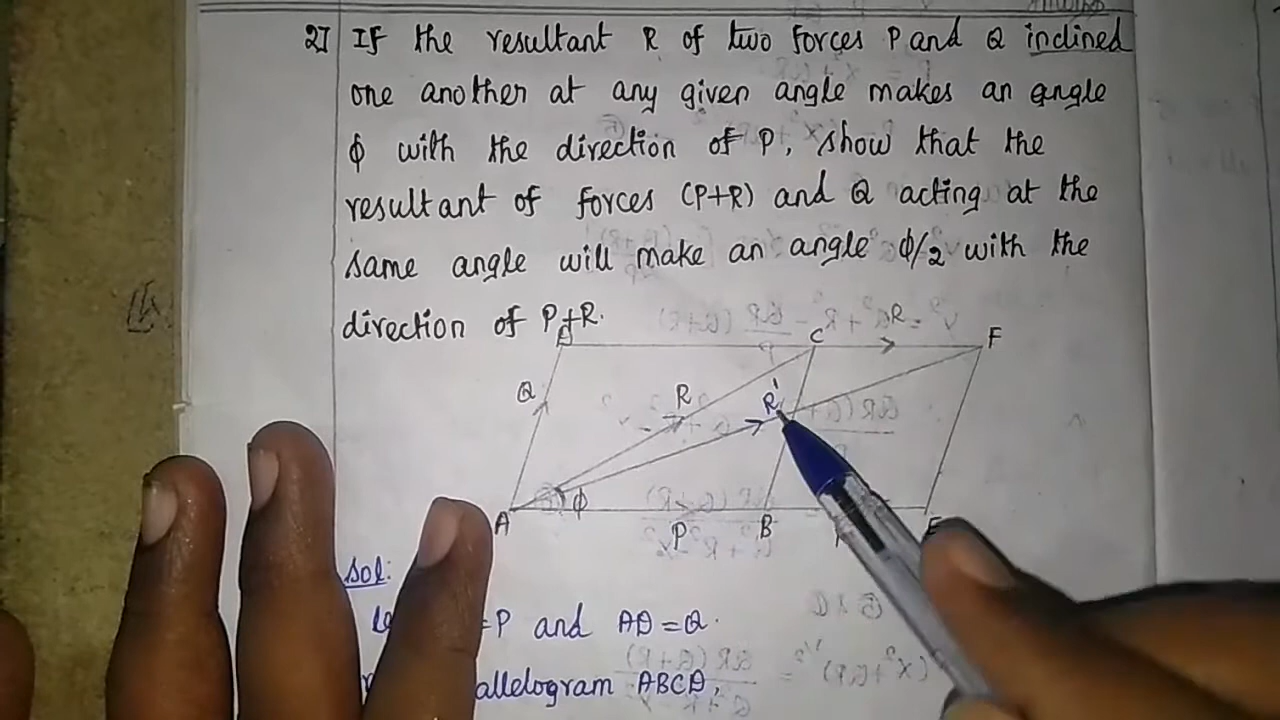 2] If the resultant R of two forces P and Q inclined
one another at any given angle makes an angle
ϕ with the direction of P, show that the
resultant of forces (P+R) and Q acting at the
same angle will make an angle ϕ/2 with the
direction of P+R.
D C R F
Q R R'
A ϕ P B E
Sol:
P and AD = Q.
ABCD,